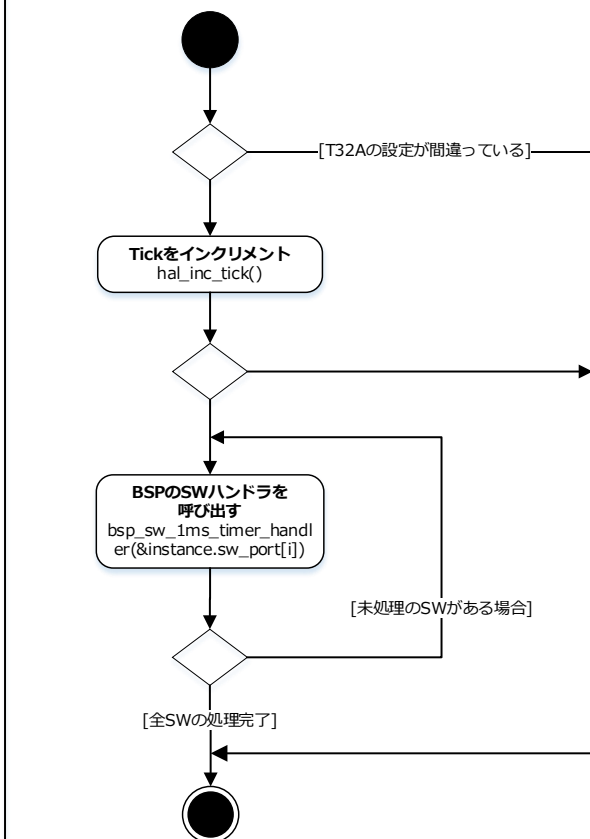 [T32Aの設定が間違っている]
Tickをインクリメント
hal_inc_tick()
BSPのSWハンドラを
呼び出す
bsp_sw_1ms_timer_handl
er(&instance.sw_port[i])
[未処理のSWがある場合]
[全SWの処理完了]